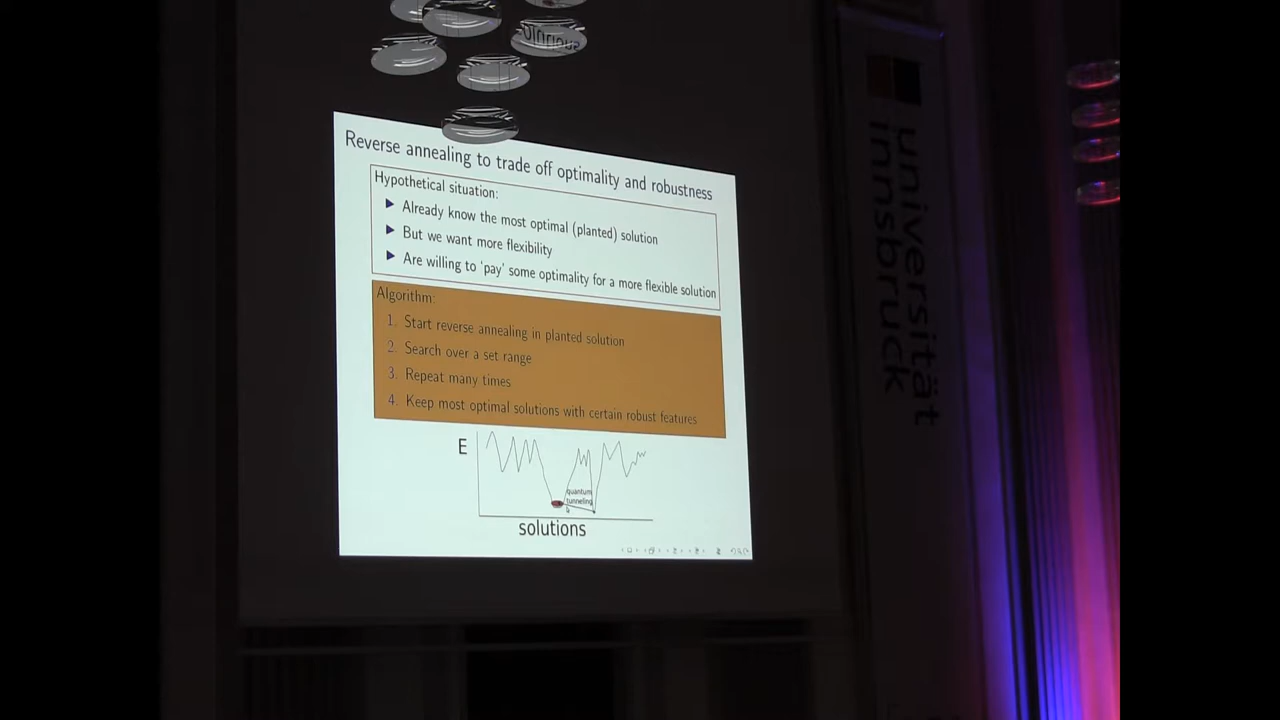 Reverse annealing to trade off optimality and robustness
Hypothetical situation:
Already know the most optimal (planted) solution
But we want more flexibility
Are willing to 'pay' some optimality for a more flexible solution
Algorithm:
1. Start reverse annealing in planted solution
2. Search over a set range
3. Repeat many times
4. Keep most optimal solutions with certain robust features
E
quantum
tunneling
solutions
universität
innsbruck